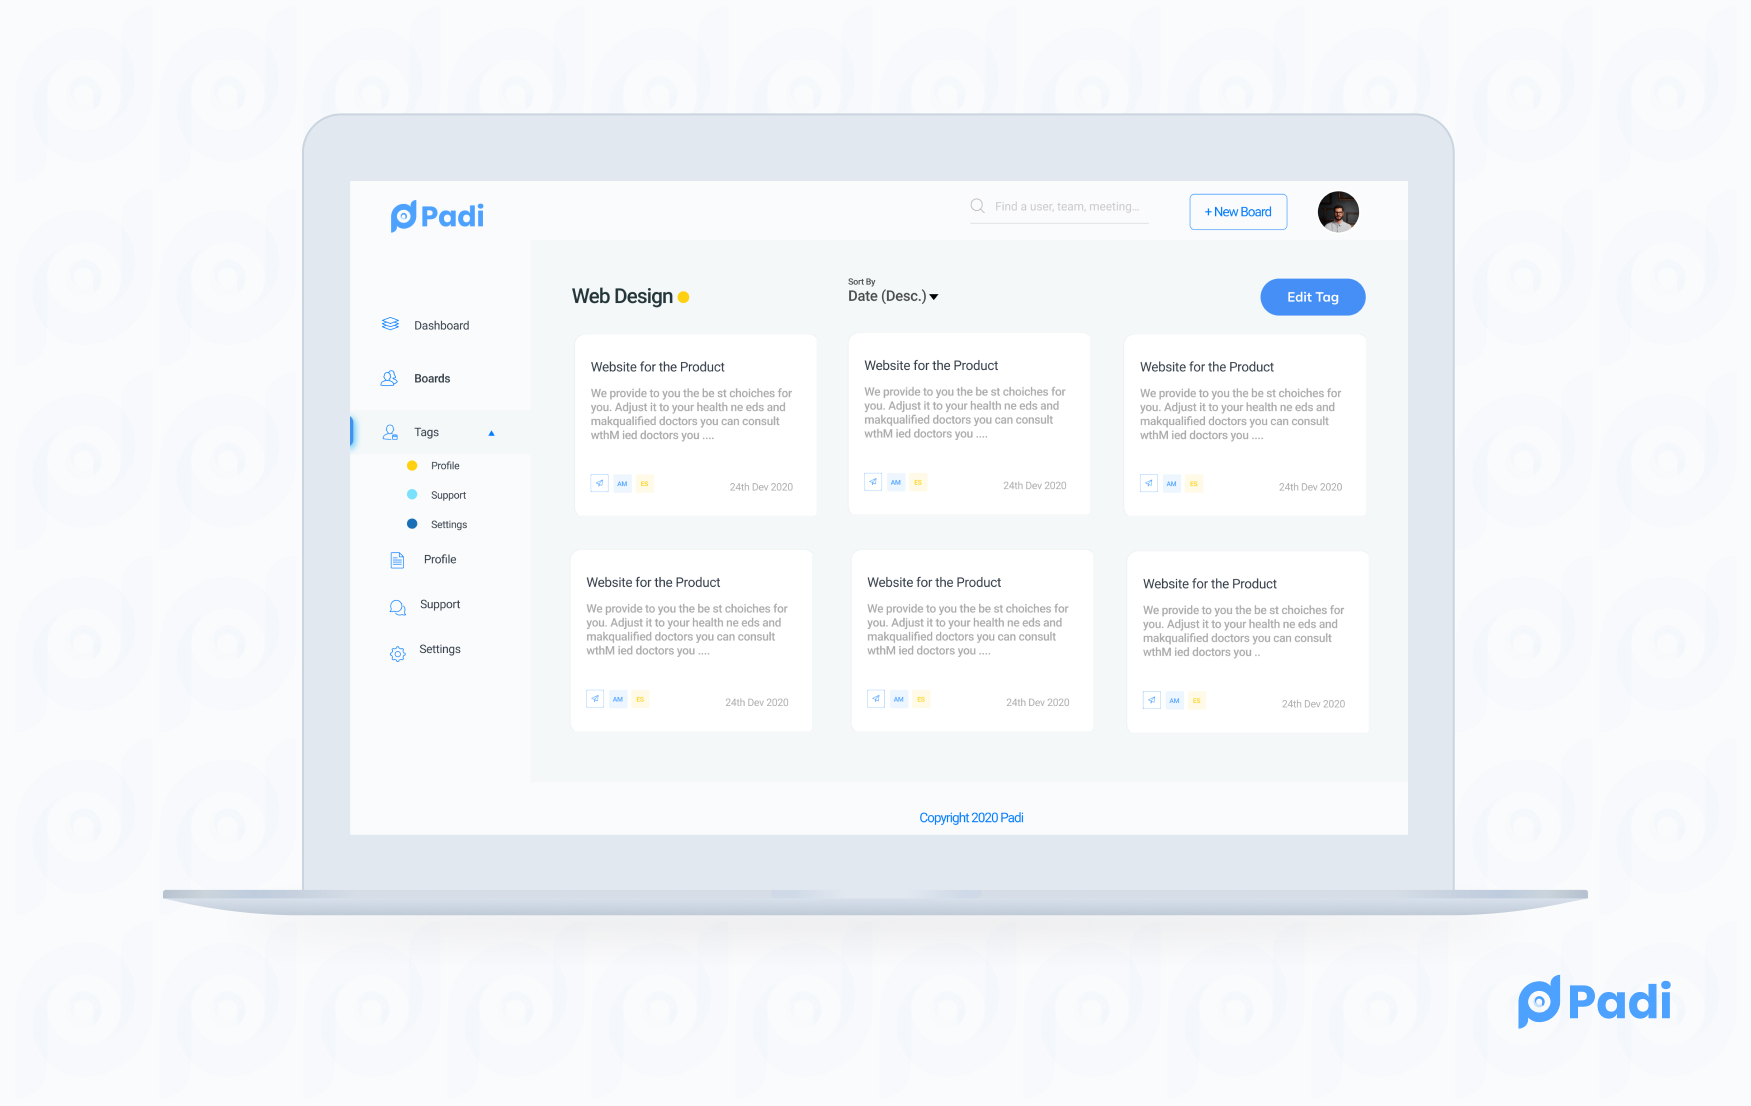 Padi
Find a user, team, meeting...
+ New Board
Dashboard
Boards
Tags
Profile
Support
Settings
Profile
Support
Settings
Web Design
Sort By
Date (Desc.)
Edit Tag
Website for the Product
We provide to you the be st choiches for
you. Adjust it to your health ne eds and
makqualified doctors you can consult
wthM ied doctors you ....
AM
ES
24th Dev 2020
Website for the Product
We provide to you the be st choiches for
you. Adjust it to your health ne eds and
makqualified doctors you can consult
wthM ied doctors you ....
AM
ES
24th Dev 2020
Website for the Product
We provide to you the be st choiches for
you. Adjust it to your health ne eds and
makqualified doctors you can consult
wthM ied doctors you ....
AM
ES
24th Dev 2020
Website for the Product
We provide to you the be st choiches for
you. Adjust it to your health ne eds and
makqualified doctors you can consult
wthM ied doctors you ....
AM
ES
24th Dev 2020
Website for the Product
We provide to you the be st choiches for
you. Adjust it to your health ne eds and
makqualified doctors you can consult
wthM ied doctors you ....
AM
ES
24th Dev 2020
Website for the Product
We provide to you the be st choiches for
you. Adjust it to your health ne eds and
makqualified doctors you can consult
wthM ied doctors you ..
AM
ES
24th Dev 2020
Copyright 2020 Padi
Padi